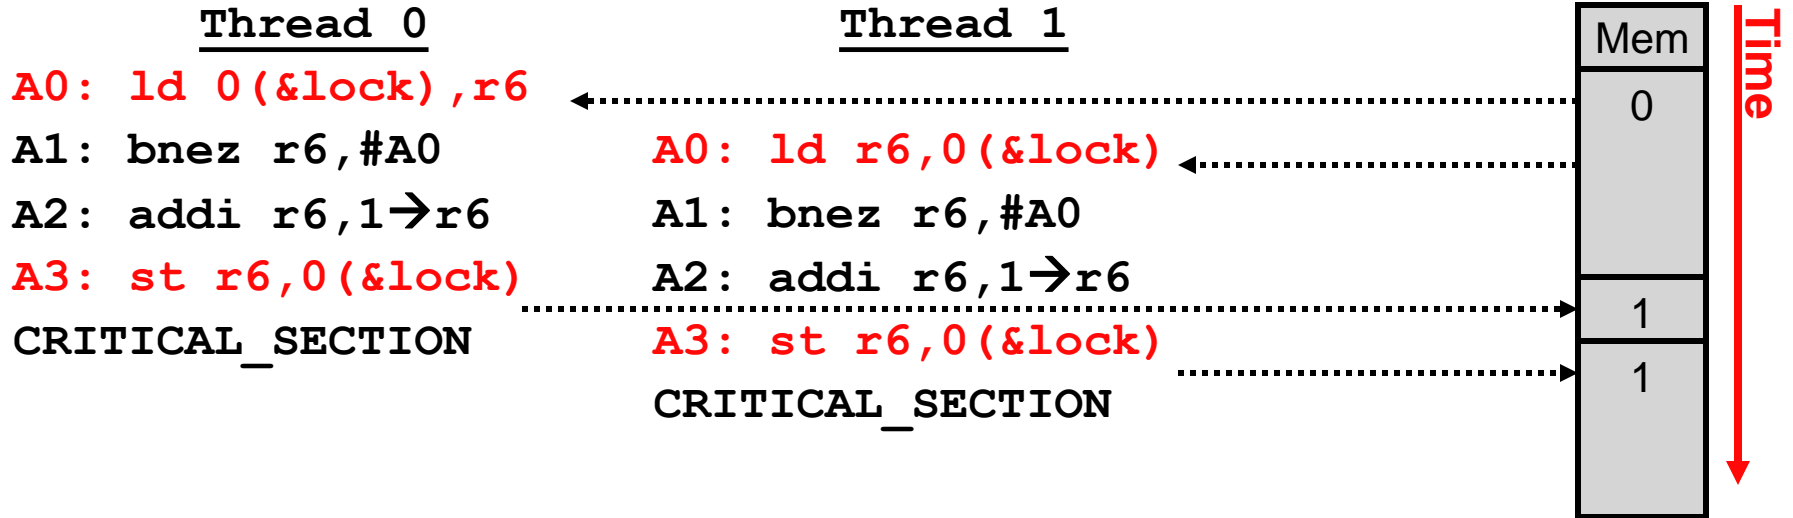 Thread 0
A0: ld 0(&lock),r6
A1: bnez r6,#A0
A2: addi r6,1→r6
A3: st r6,0(&lock)
CRITICAL_SECTION
Thread 1
A0: ld r6,0(&lock)
A1: bnez r6,#A0
A2: addi r6,1→r6
A3: st r6,0(&lock)
CRITICAL_SECTION
Mem
0
1
1
Time